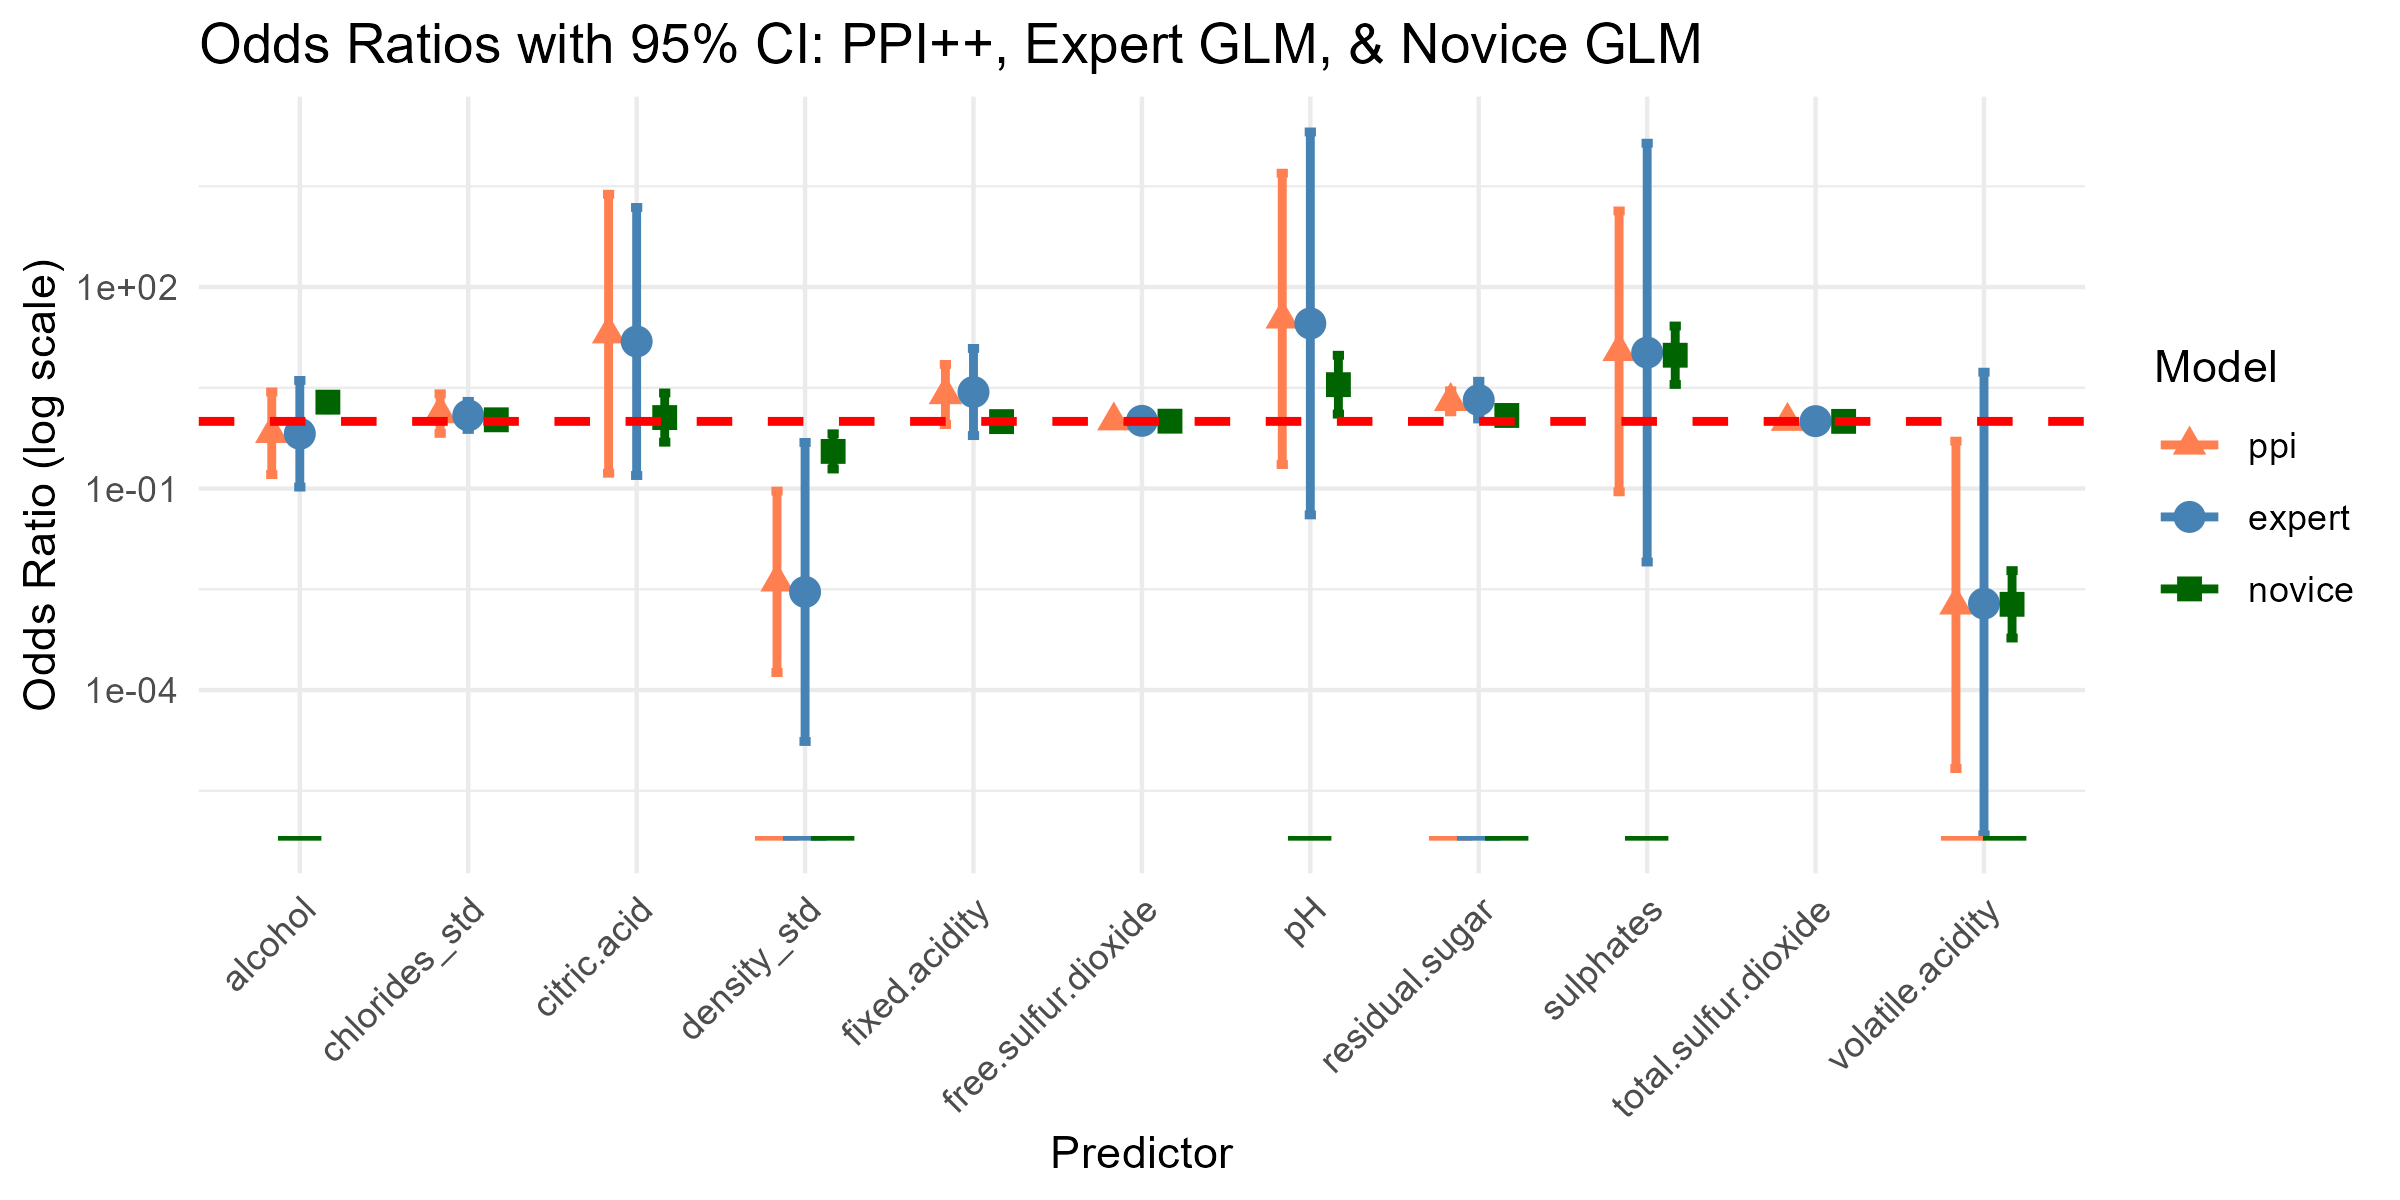 Odds Ratios with 95% CI: PPI++, Expert GLM, & Novice GLM
Odds Ratio (log scale)
1e+02
1e-01
1e-04
alcohol
chlorides_std
citric.acid
density_std
fixed.acidity
free.sulfur.dioxide
pH
residual.sugar
sulphates
total.sulfur.dioxide
volatile.acidity
Predictor
Model
ppi
expert
novice